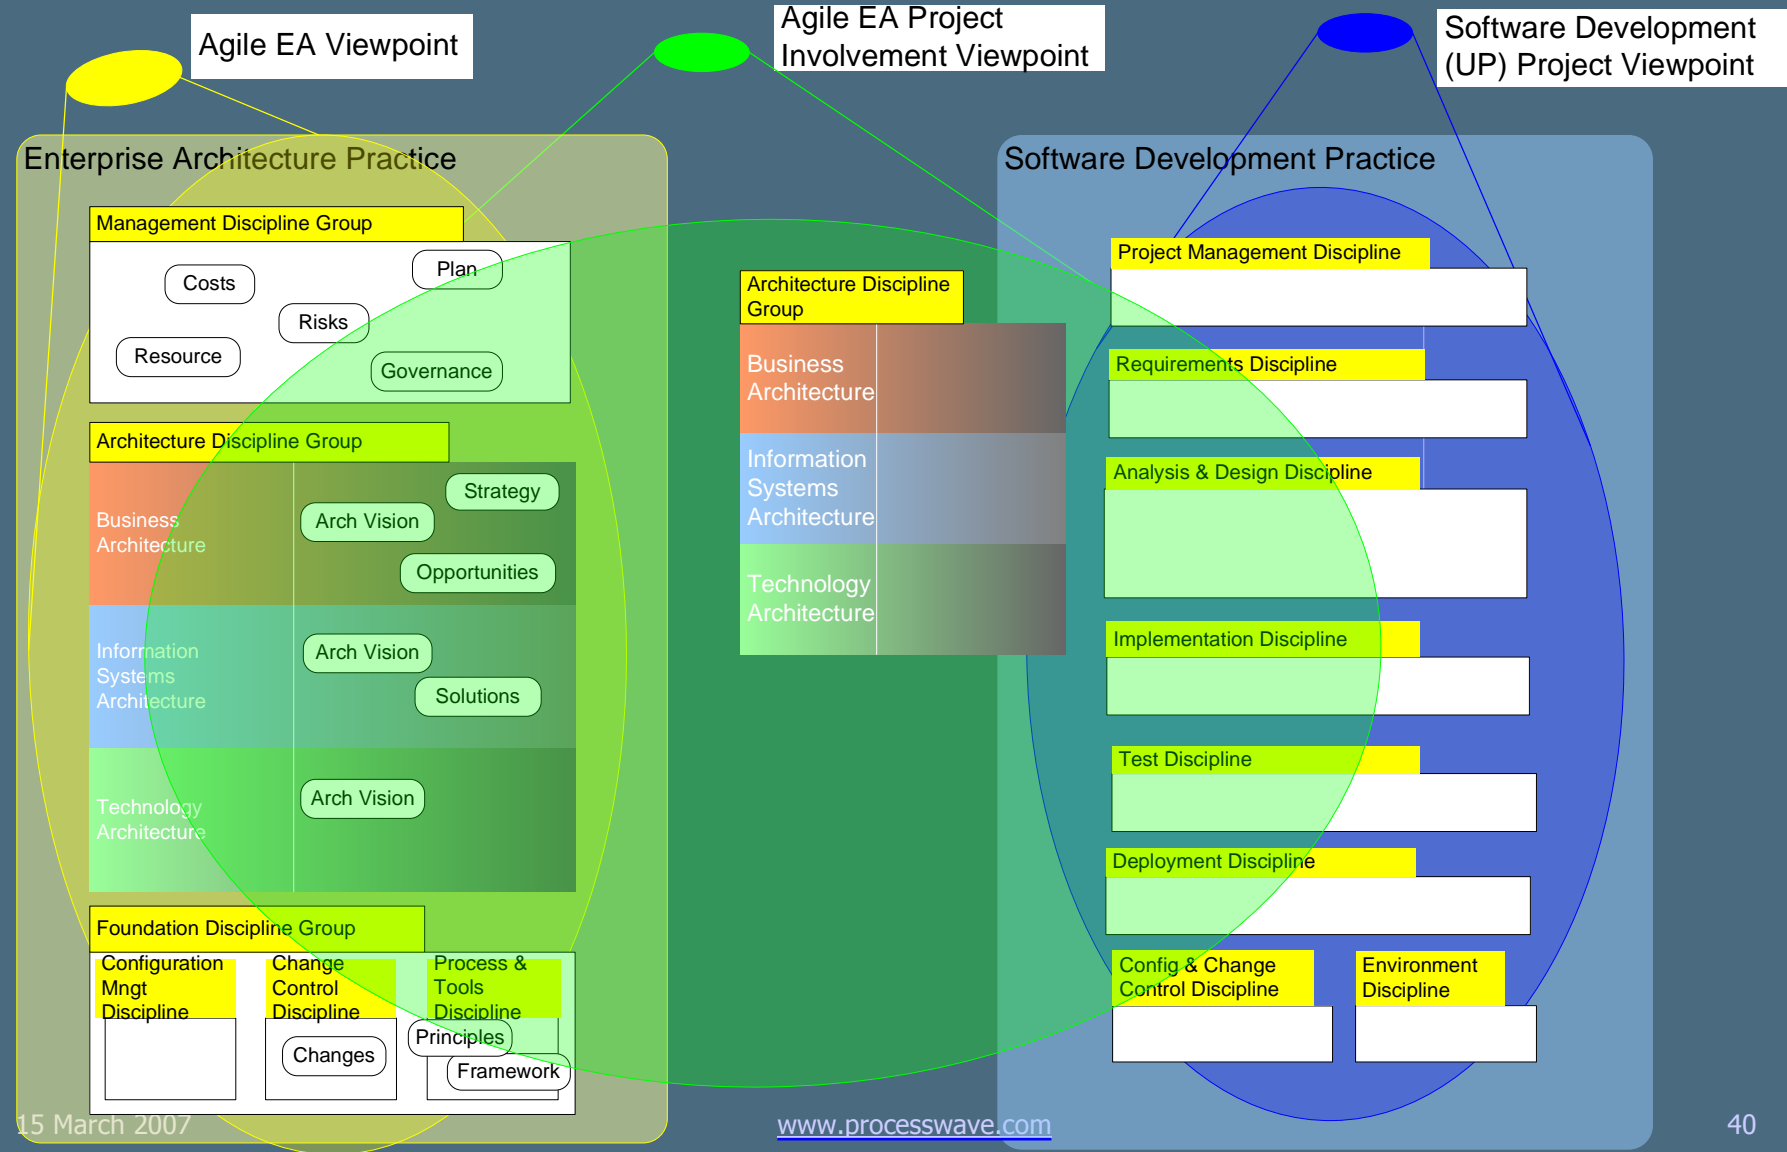 Agile EA Viewpoint
Agile EA Project
Involvement Viewpoint
Software Development
(UP) Project Viewpoint
Enterprise Architecture Practice
Management Discipline Group
Costs
Plan
Risks
Resource
Governance
Architecture Discipline Group
Business
Architecture
Strategy
Arch Vision
Opportunities
Information
Systems
Architecture
Arch Vision
Solutions
Technology
Architecture
Arch Vision
Foundation Discipline Group
Configuration
Mngt
Discipline
Change
Control
Discipline
Changes
Process &
Tools
Discipline
Principles
Framework
Architecture Discipline
Group
Business
Architecture
Information
Systems
Architecture
Technology
Architecture
Software Development Practice
Project Management Discipline
Requirements Discipline
Analysis & Design Discipline
Implementation Discipline
Test Discipline
Deployment Discipline
Config & Change
Control Discipline
Environment
Discipline
15 March 2007
www.processwave.com
40